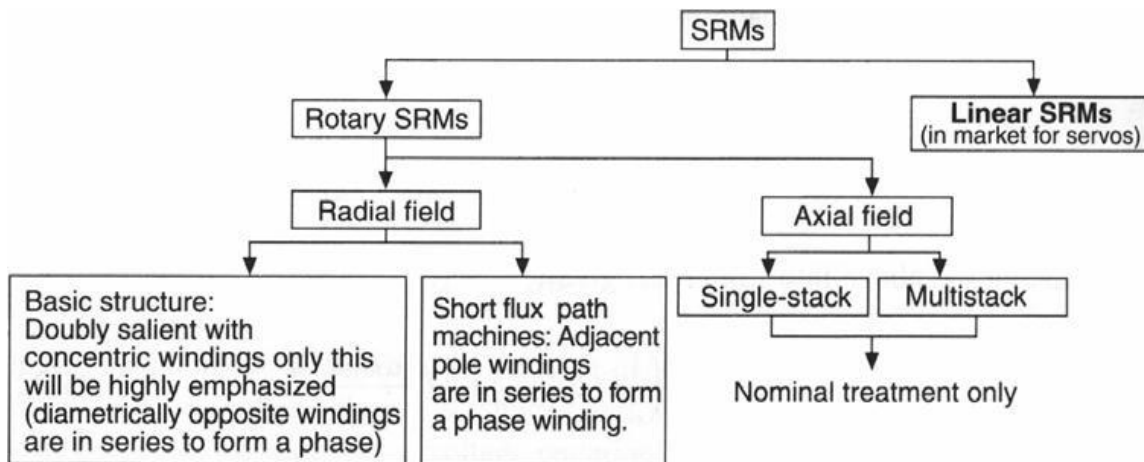 SRMs
Rotary SRMs
Linear SRMs
(in market for servos)
Radial field
Axial field
Basic structure:
Doubly salient with
concentric windings only this
will be highly emphasized
(diametrically opposite windings
are in series to form a phase)
Short flux path
machines: Adjacent
pole windings
are in series to form
a phase winding.
Single-stack
Multistack
Nominal treatment only